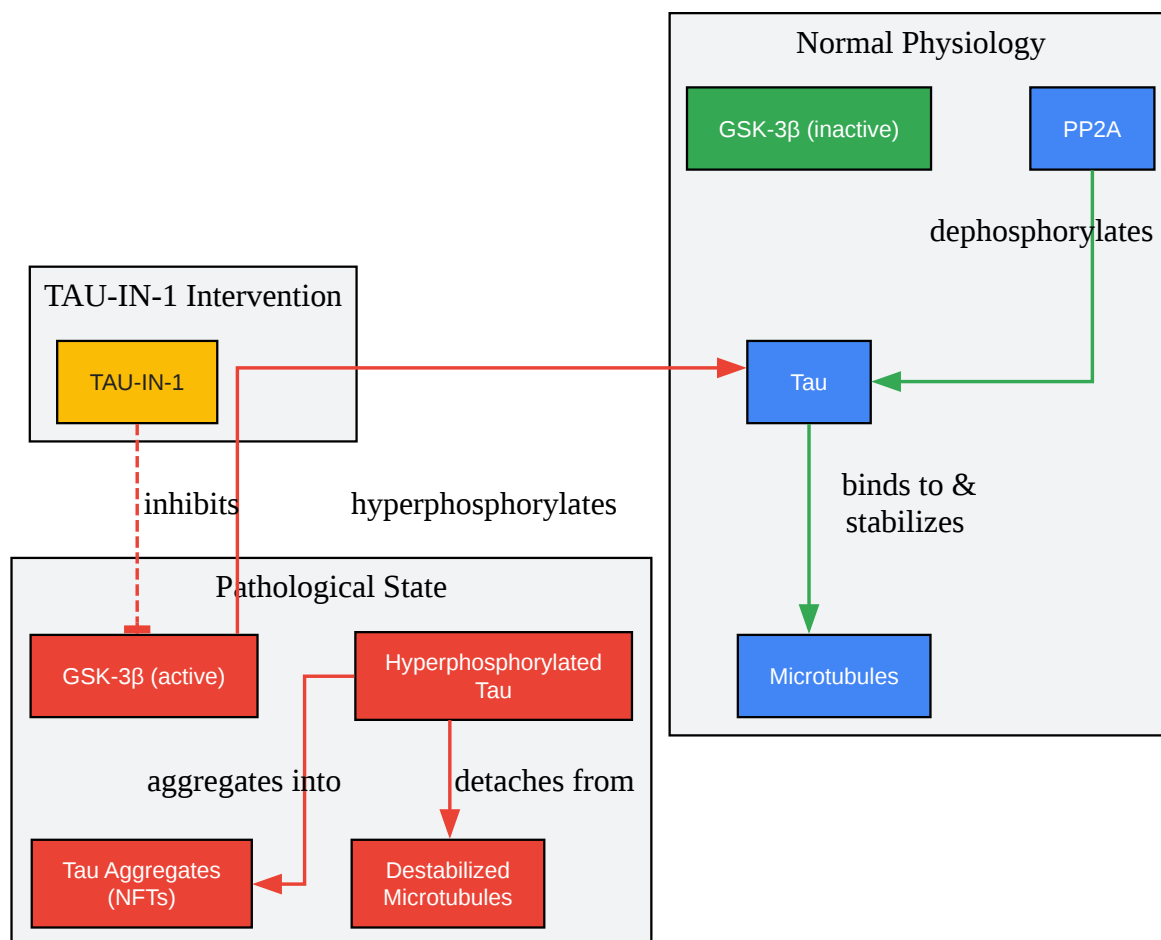 Normal Physiology
GSK-3β (inactive)
PP2A
dephosphorylates
TAU-IN-1 Intervention
TAU-IN-1
Tau
inhibits
hyperphosphorylates
binds to &
stabilizes
Pathological State
GSK-3β (active)
Hyperphosphorylated
Tau
Microtubules
aggregates into
detaches from
Tau Aggregates
(NFTs)
Destabilized
Microtubules